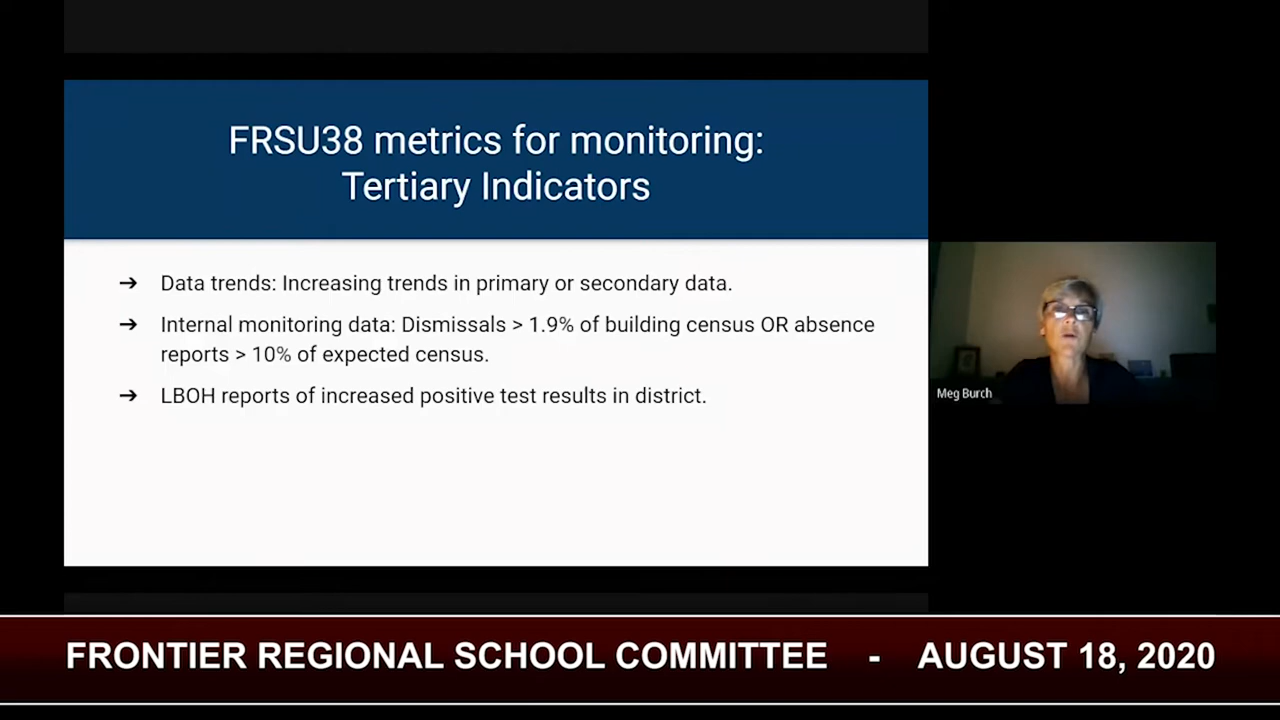 FRSU38 metrics for monitoring:
Tertiary Indicators
➔ Data trends: Increasing trends in primary or secondary data.
➔ Internal monitoring data: Dismissals > 1.9% of building census OR absence
reports > 10% of expected census.
➔ LBOH reports of increased positive test results in district.
Meg Burch
FRONTIER REGIONAL SCHOOL COMMITTEE - AUGUST 18, 2020